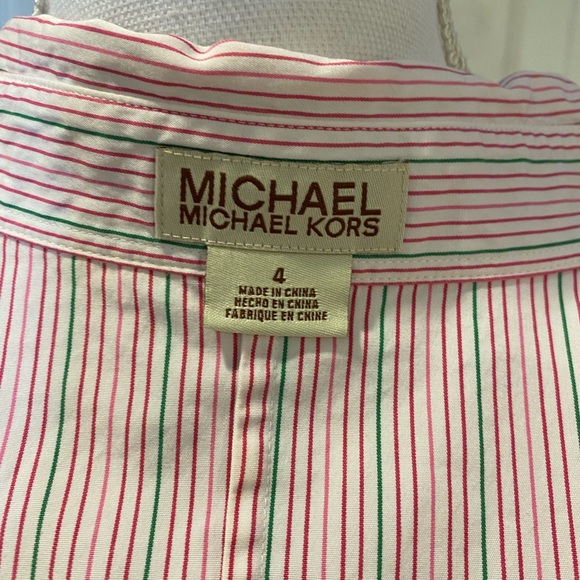 MICHAEL
MICHAEL KORS
4
MADE IN CHINA
HECHO EN CHINA
FABRIQUE EN CHINE